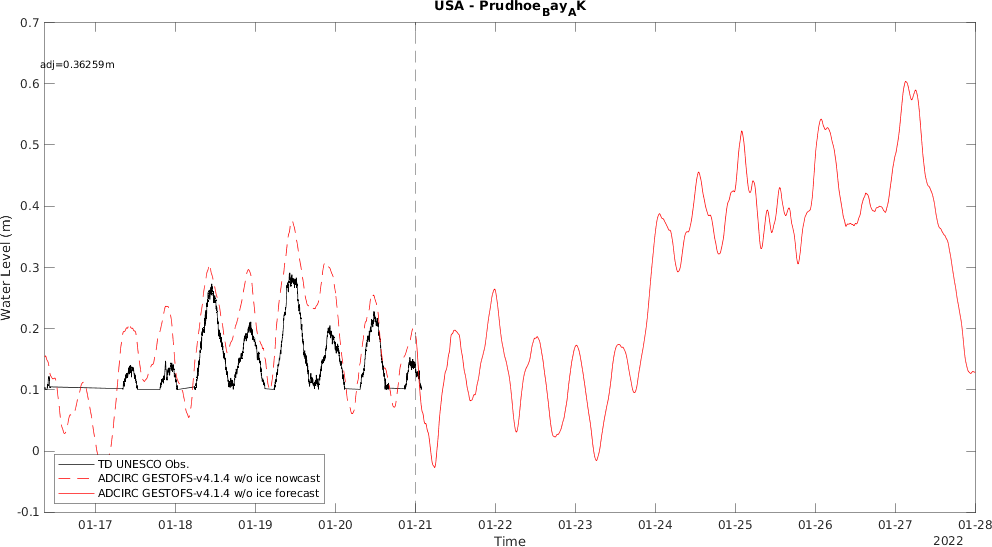 USA - Prudhoe_Bay_AK
0.7
adj=0.36259m
0.6
0.5
0.4
0.3
0.2
0.1
0
-0.1
Water Level (m)
TD UNESCO Obs.
ADCIRC GESTOFS-v4.1.4 w/o ice nowcast
ADCIRC GESTOFS-v4.1.4 w/o ice forecast
01-17 01-18 01-19 01-20 01-21 01-22 01-23 01-24 01-25 01-26 01-27 01-28
Time
2022